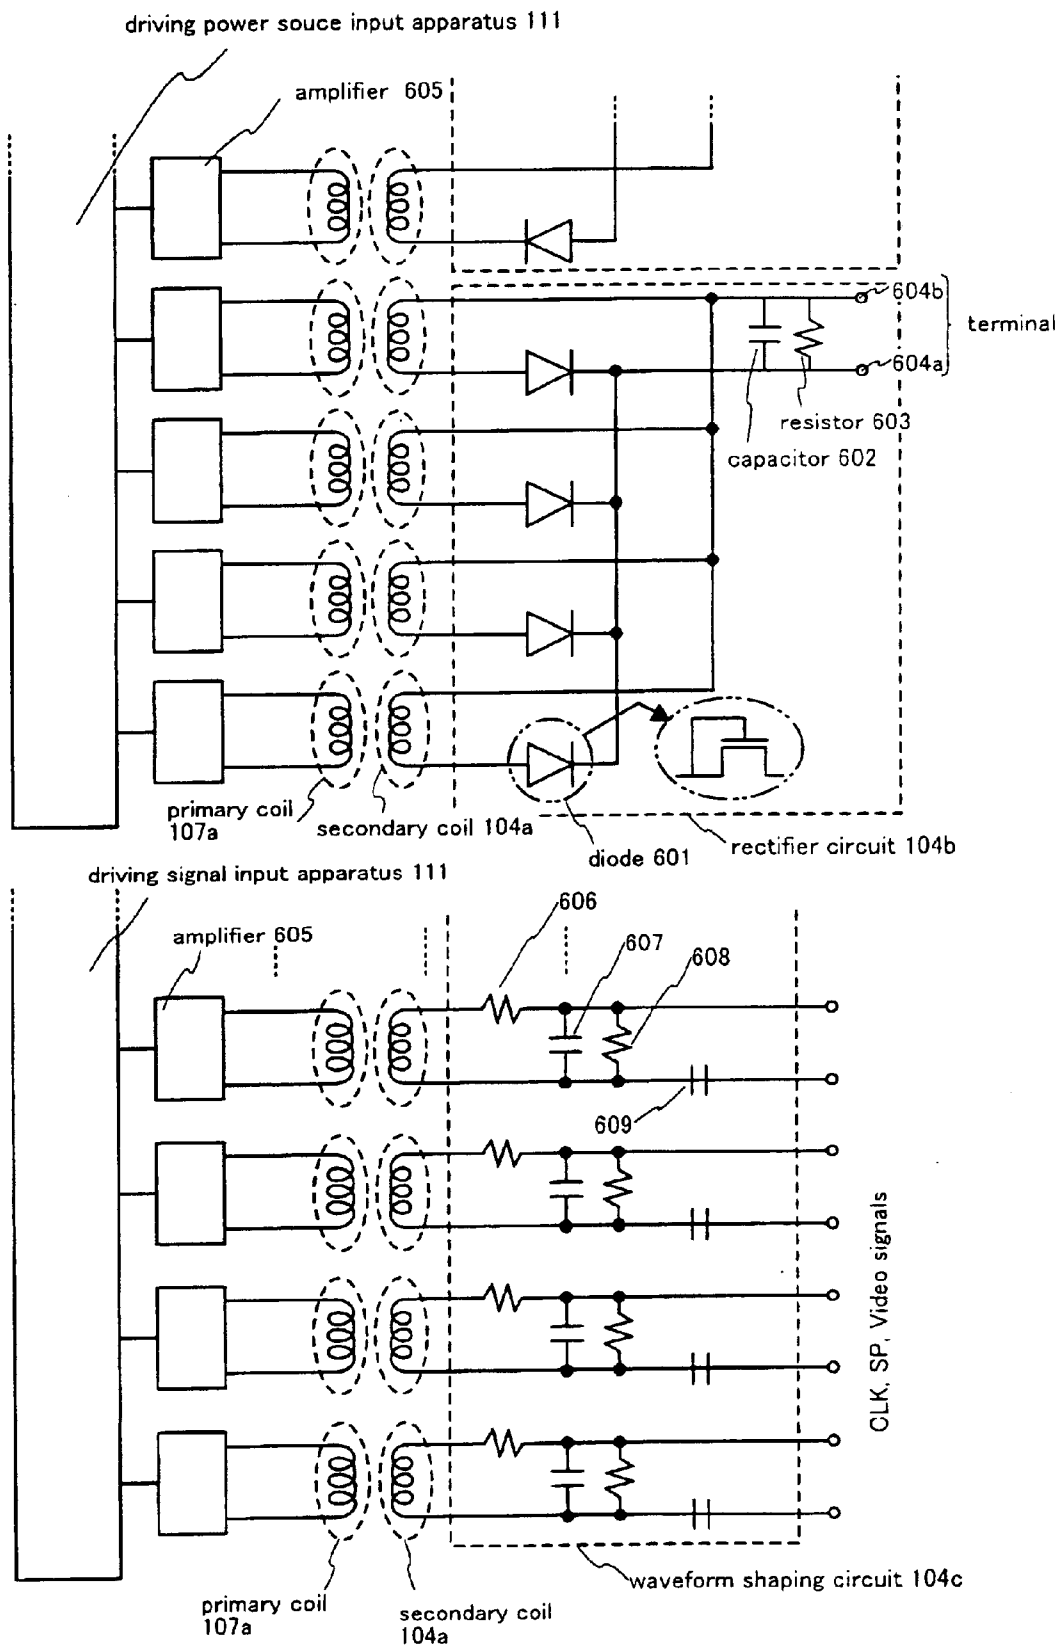 driving power souce input apparatus 111
amplifier 605
604b
terminal
604a
resistor 603
capacitor 602
primary coil
107a
secondary coil 104a
diode 601
rectifier circuit 104b
driving signal input apparatus 111
amplifier 605
606
607
608
609
CLK, SP, Video signals
waveform shaping circuit 104c
primary coil
107a
secondary coil
104a